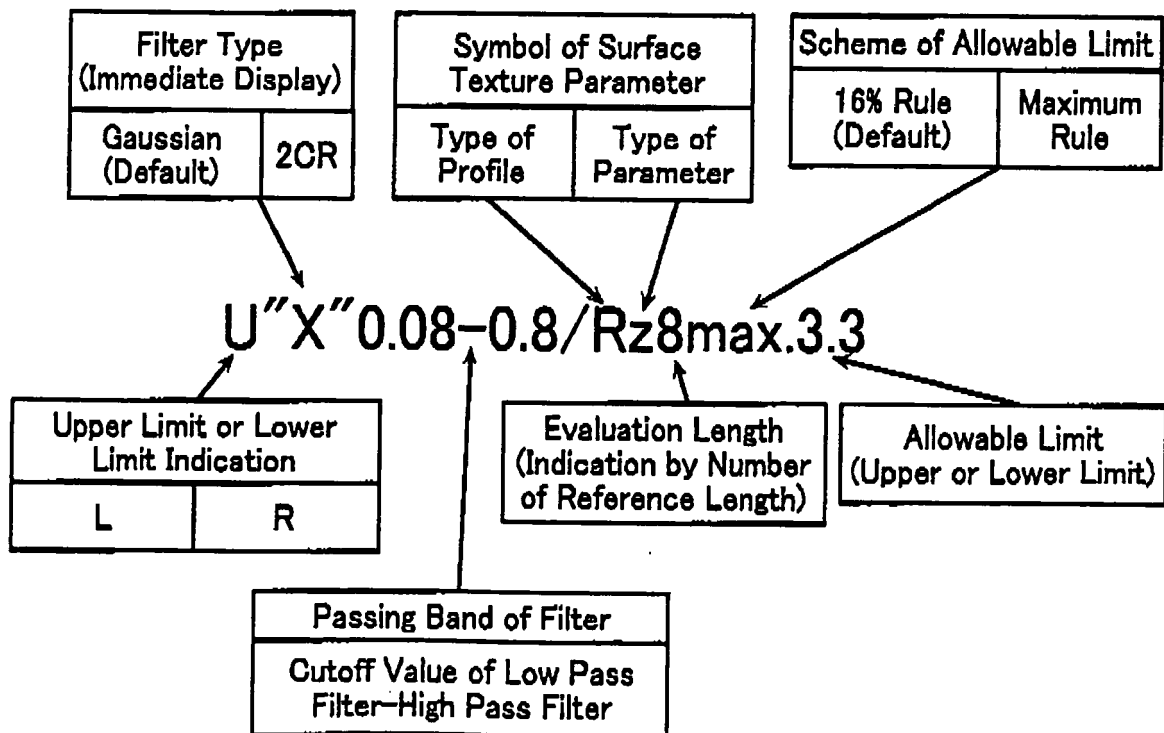 Filter Type
(Immediate Display)
Gaussian
(Default)
2CR
Symbol of Surface
Texture Parameter
Type of
Profile
Type of
Parameter
Scheme of Allowable Limit
16% Rule
(Default)
Maximum
Rule
U″X″0.08-0.8/Rz8max.3.3
Upper Limit or Lower
Limit Indication
L
R
Evaluation Length
(Indication by Number
of Reference Length)
Allowable Limit
(Upper or Lower Limit)
Passing Band of Filter
Cutoff Value of Low Pass
Filter-High Pass Filter